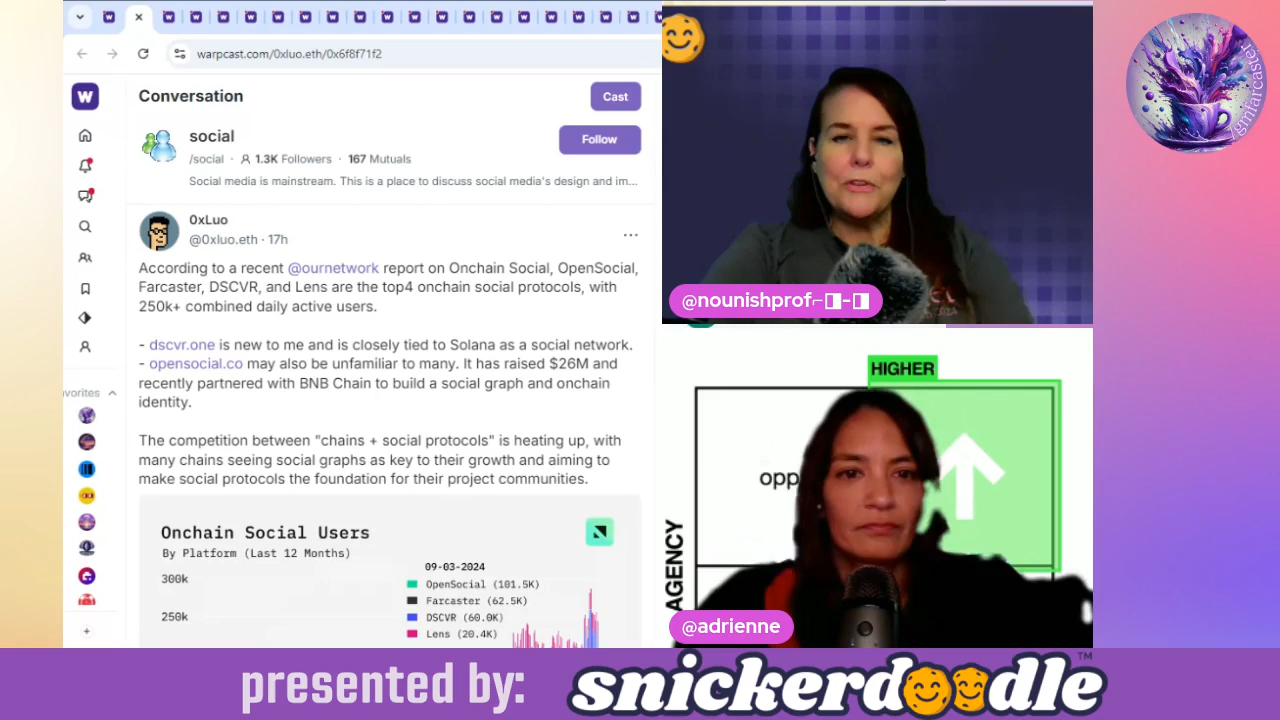 warpcast.com/0xluo.eth/0x6f8f71f2
W
Conversation
Cast
social
/social · 1.3K Followers · 167 Mutuals
Follow
Social media is mainstream. This is a place to discuss social media's design and im...
0xLuo
@0xluo.eth · 17h
According to a recent @ournetwork report on Onchain Social, OpenSocial,
Farcaster, DSCVR, and Lens are the top4 onchain social protocols, with
250k+ combined daily active users.
- dscvr.one is new to me and is closely tied to Solana as a social network.
- opensocial.co may also be unfamiliar to many. It has raised $26M and
recently partnered with BNB Chain to build a social graph and onchain
identity.
The competition between "chains + social protocols" is heating up, with
many chains seeing social graphs as key to their growth and aiming to
make social protocols the foundation for their project communities.
vorites
Onchain Social Users
By Platform (Last 12 Months)
09-03-2024
300k
OpenSocial (101.5K)
Farcaster (62.5K)
250k
DSCVR (60.0K)
Lens (20.4K)
@nounishprof
HIGHER
opp
AGENCY
@adrienne
/gmfarcaster
presented by:
snickerdoodle™